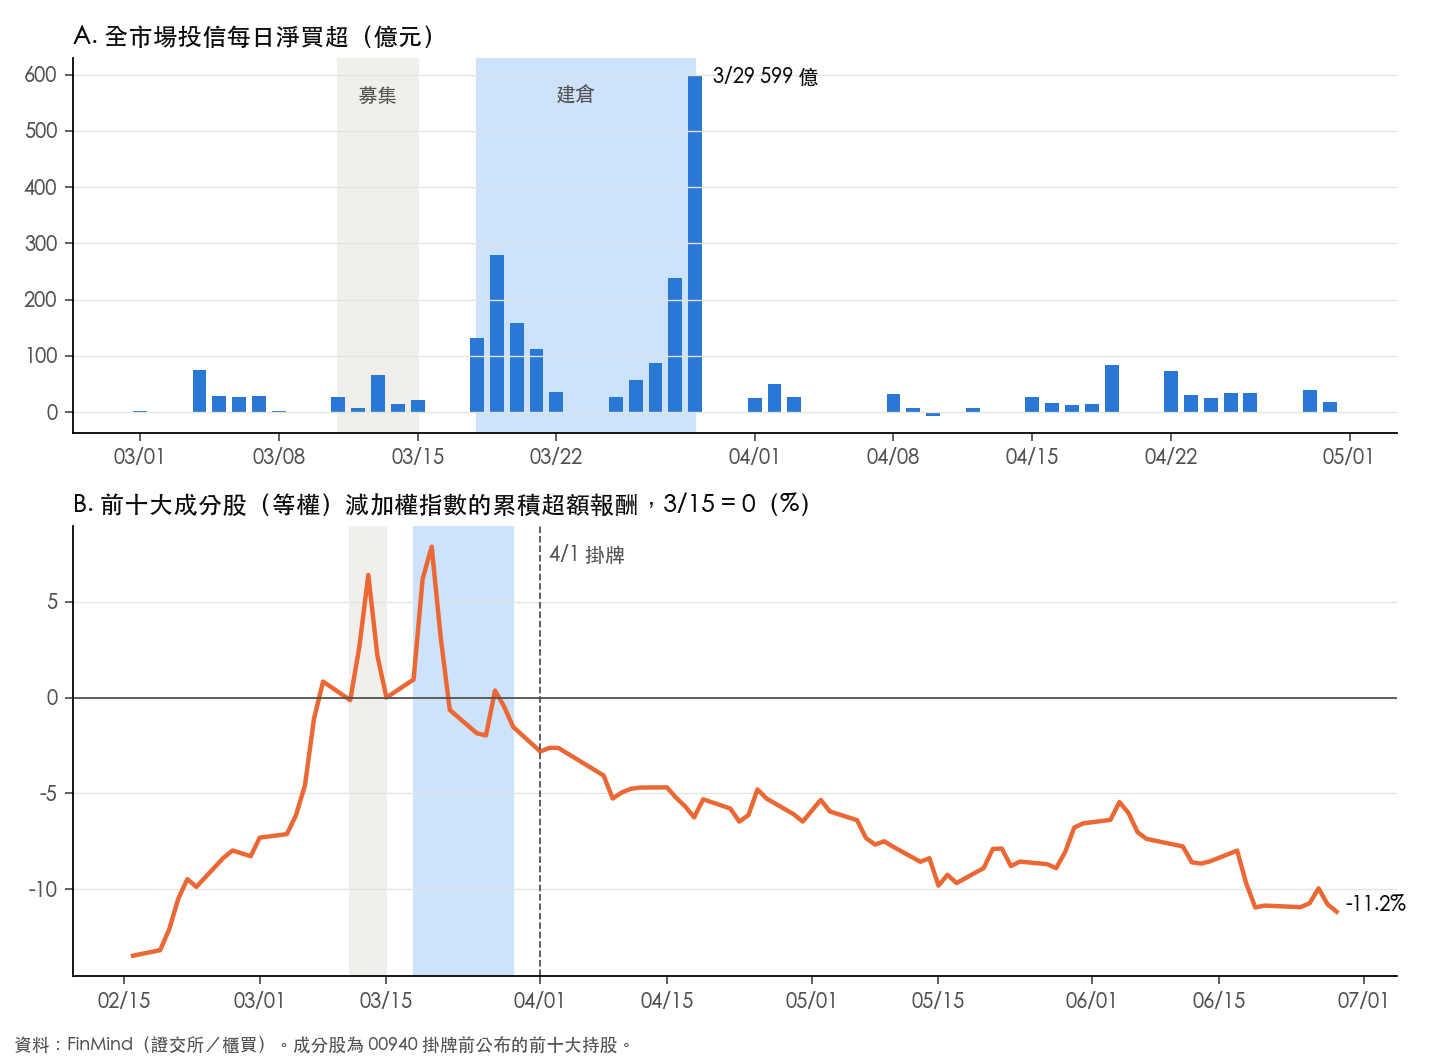 A. 全市場投信每日淨買超（億元）
600
500
400
300
200
100
0
募集
建倉
3/29 599 億
03/01 03/08 03/15 03/22 04/01 04/08 04/15 04/22 05/01
B. 前十大成分股（等權）減加權指數的累積超額報酬，3/15 = 0（%）
5
0
-5
-10
4/1 掛牌
-11.2%
02/15 03/01 03/15 04/01 04/15 05/01 05/15 06/01 06/15 07/01
資料：FinMind（證交所／櫃買）。成分股為 00940 掛牌前公布的前十大持股。